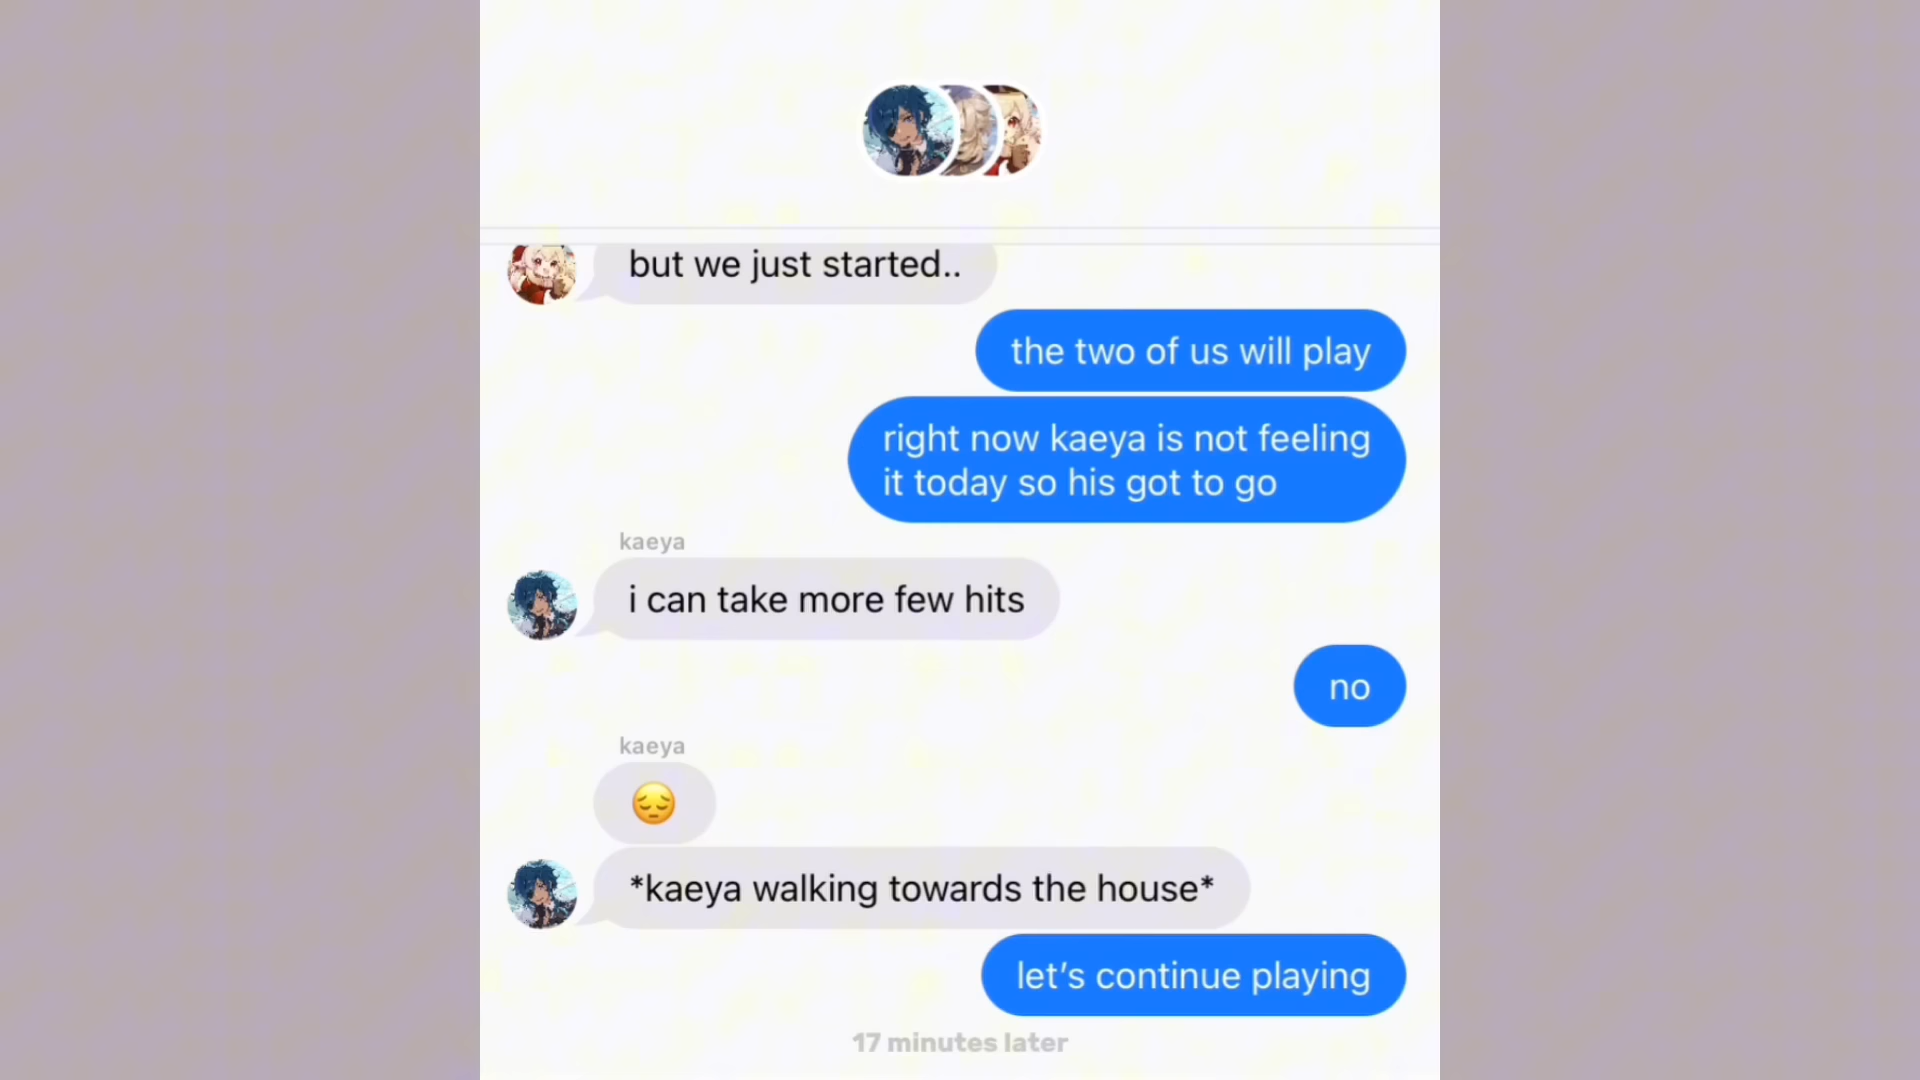 but we just started..
the two of us will play
right now kaeya is not feeling
it today so his got to go
kaeya
i can take more few hits
no
kaeya
😔
*kaeya walking towards the house*
let's continue playing
17 minutes later